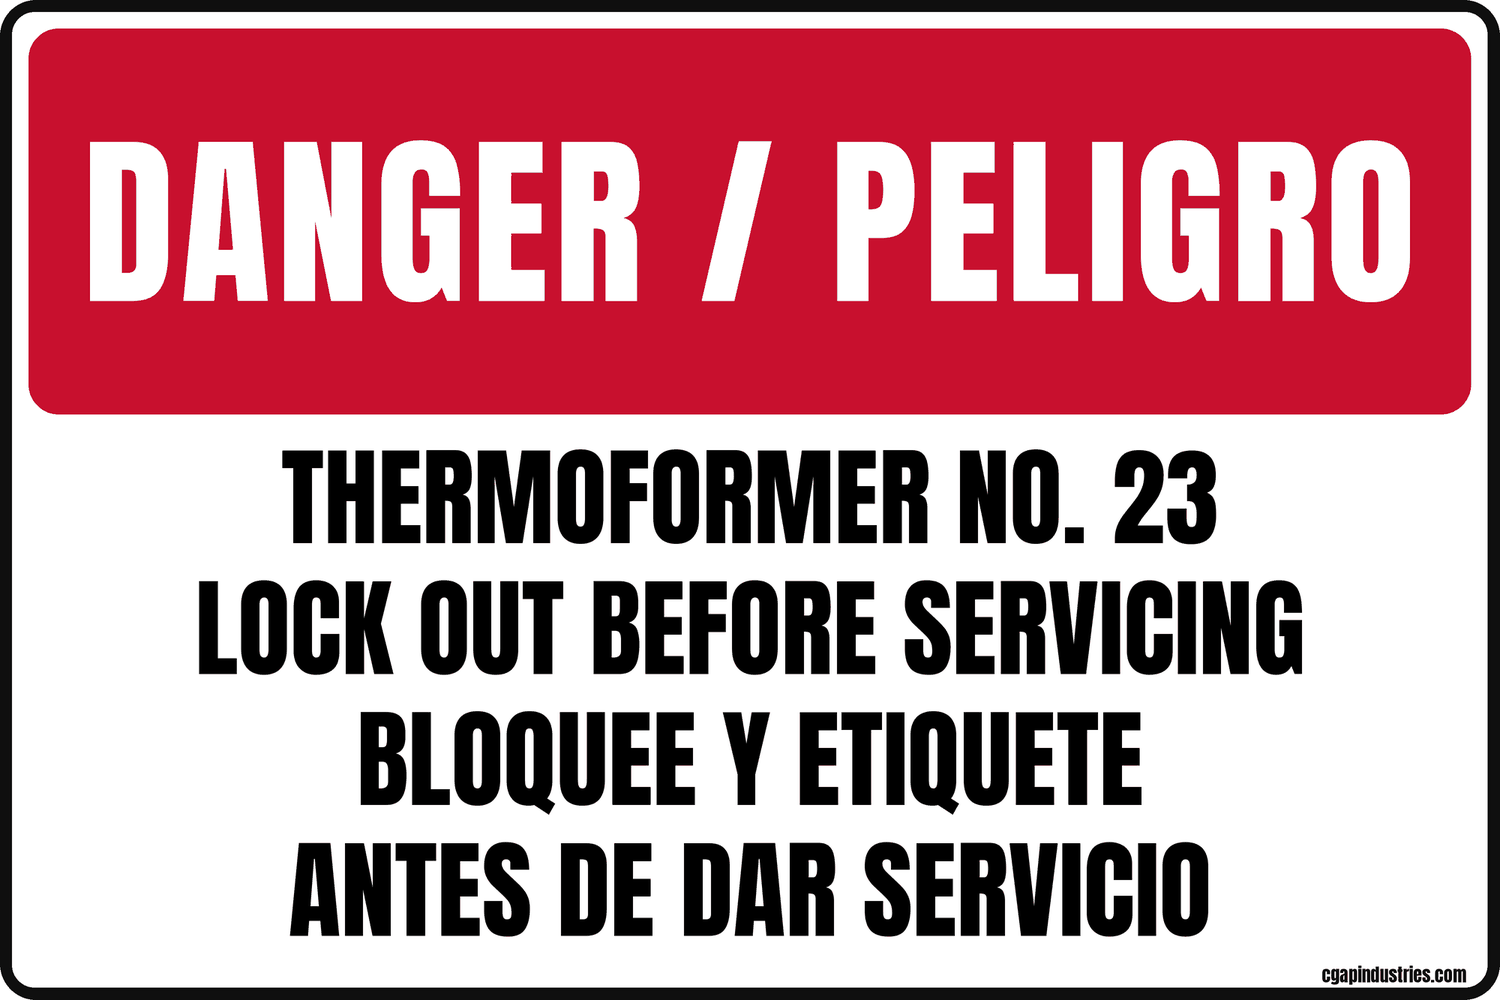 DANGER / PELIGRO
THERMOFORMER NO. 23
LOCK OUT BEFORE SERVICING
BLOQUEE Y ETIQUETE
ANTES DE DAR SERVICIO
cgapindustries.com